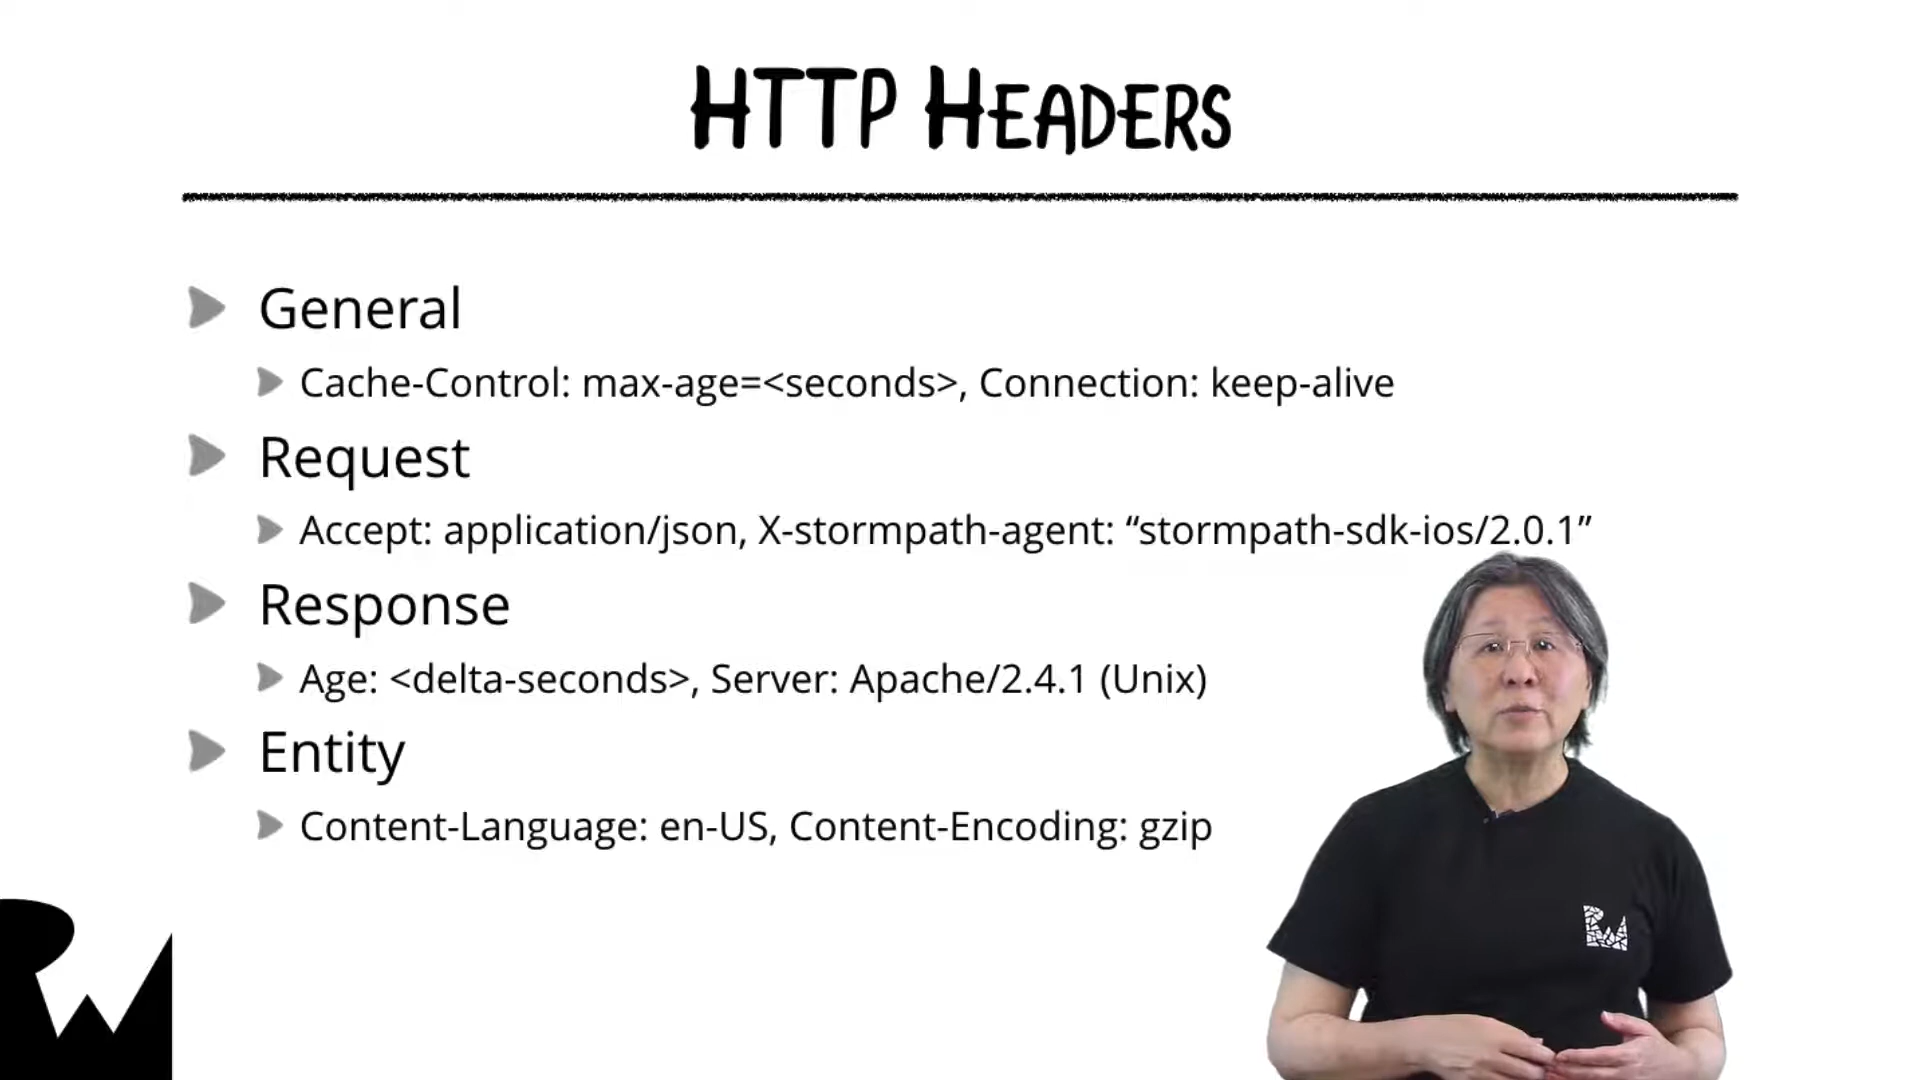 HTTP HEADERS
General
Cache-Control: max-age=<seconds>, Connection: keep-alive
Request
Accept: application/json, X-stormpath-agent: “stormpath-sdk-ios/2.0.1”
Response
Age: <delta-seconds>, Server: Apache/2.4.1 (Unix)
Entity
Content-Language: en-US, Content-Encoding: gzip
RW
RW